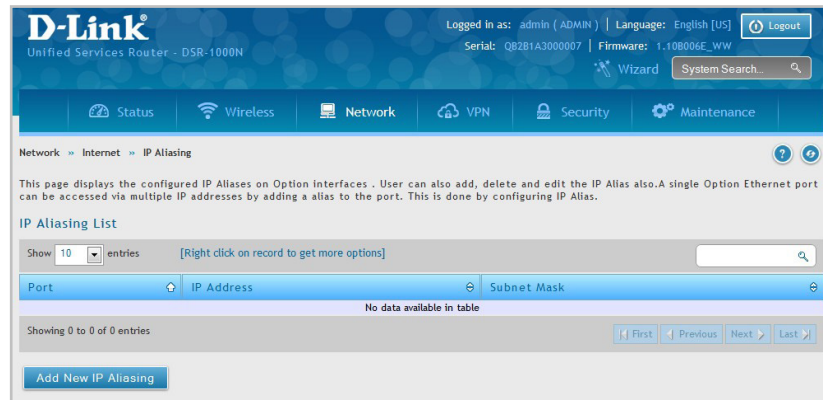 D-Link®
Unified Services Router - DSR-1000N
Logged in as: admin ( ADMIN ) | Language: English [US] Logout
Serial: QB2B1A3000007 | Firmware: 1.10B006E_WW
Wizard System Search...
Status Wireless Network VPN Security Maintenance
Network » Internet » IP Aliasing
This page displays the configured IP Aliases on Option interfaces . User can also add, delete and edit the IP Alias also.A single Option Ethernet port
can be accessed via multiple IP addresses by adding a alias to the port. This is done by configuring IP Alias.
IP Aliasing List
Show 10 entries [Right click on record to get more options]
Port IP Address Subnet Mask
No data available in table
Showing 0 to 0 of 0 entries First Previous Next Last
Add New IP Aliasing